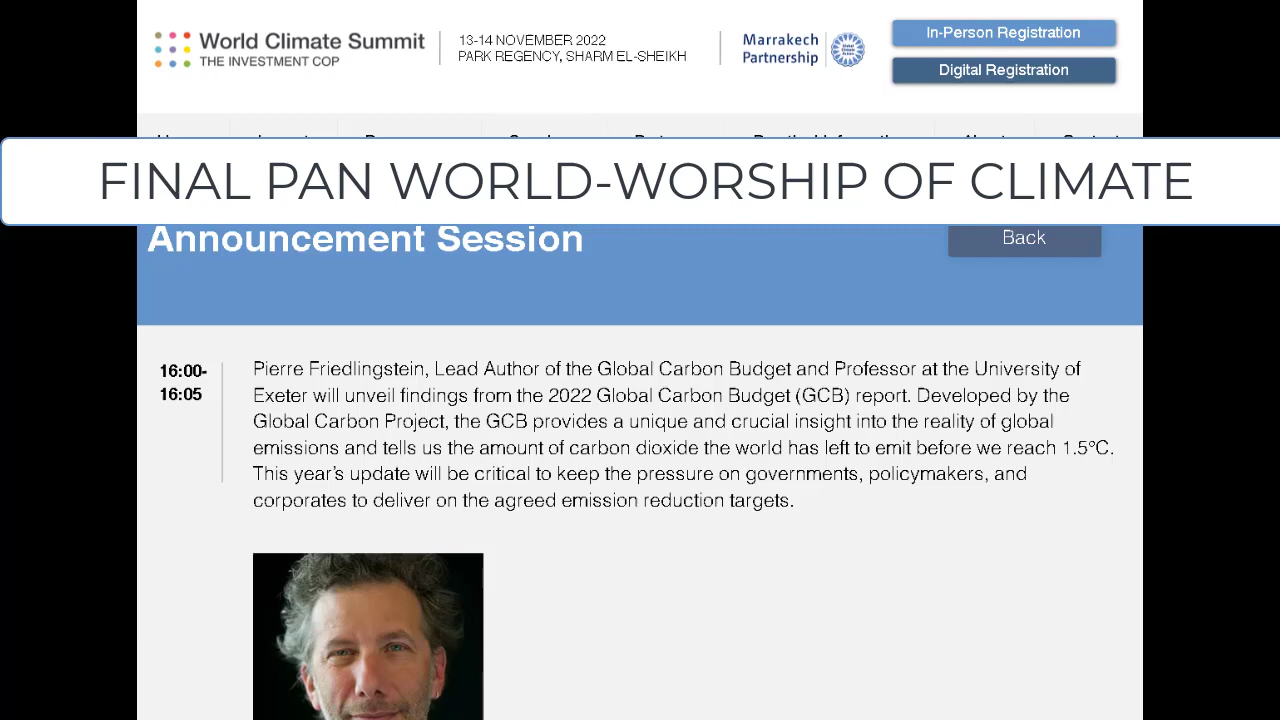 World Climate Summit
THE INVESTMENT COP
13-14 NOVEMBER 2022
PARK REGENCY, SHARM EL-SHEIKH
Marrakech
Partnership
In-Person Registration
Digital Registration
FINAL PAN WORLD-WORSHIP OF CLIMATE
Announcement Session
Back
16:00-
16:05
Pierre Friedlingstein, Lead Author of the Global Carbon Budget and Professor at the University of
Exeter will unveil findings from the 2022 Global Carbon Budget (GCB) report. Developed by the
Global Carbon Project, the GCB provides a unique and crucial insight into the reality of global
emissions and tells us the amount of carbon dioxide the world has left to emit before we reach 1.5°C.
This year's update will be critical to keep the pressure on governments, policymakers, and
corporates to deliver on the agreed emission reduction targets.